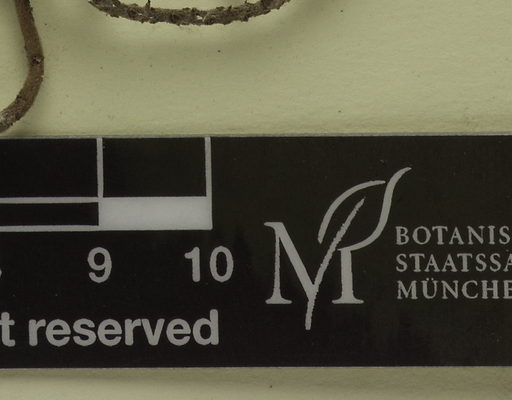 9 10
t reserved
M
BOTANIS
STAATSSA
MÜNCHE